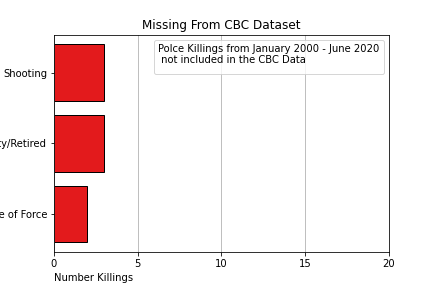 Missing From CBC Dataset
Polce Killings from January 2000 - June 2020
not included in the CBC Data
Shooting
ty/Retired
e of Force
0 5 10 15 20
Number Killings